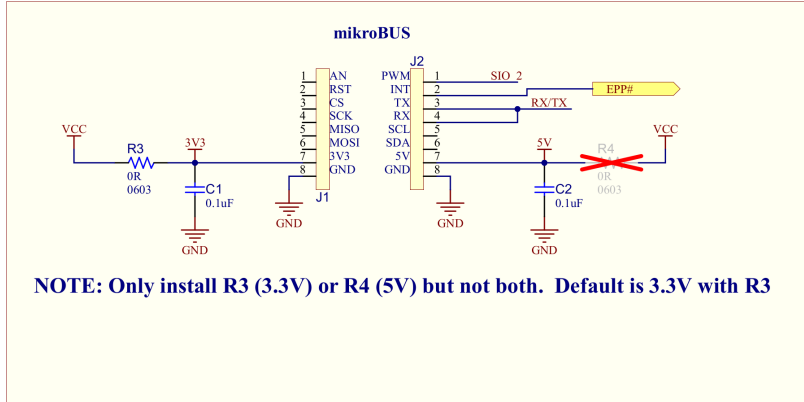 mikroBUS
J2
1 AN
2 RST
3 CS
4 SCK
5 MISO
6 MOSI
7 3V3
8 GND
J1
PWM 1 SIO_2
INT 2 EPP#
TX 3 RX/TX
RX 4
SCL 5
SDA 6
5V 7
GND 8
VCC
R3
0R
0603
3V3
C1
0.1uF
GND
GND
GND
5V
C2
0.1uF
GND
R4
0R
0603
VCC
NOTE: Only install R3 (3.3V) or R4 (5V) but not both. Default is 3.3V with R3